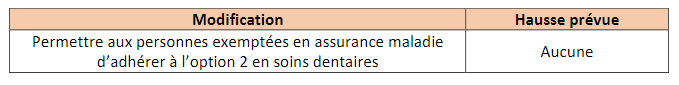 Modification Hausse prévue
Permettre aux personnes exemptées en assurance maladie
d’adhérer à l’option 2 en soins dentaires
Aucune